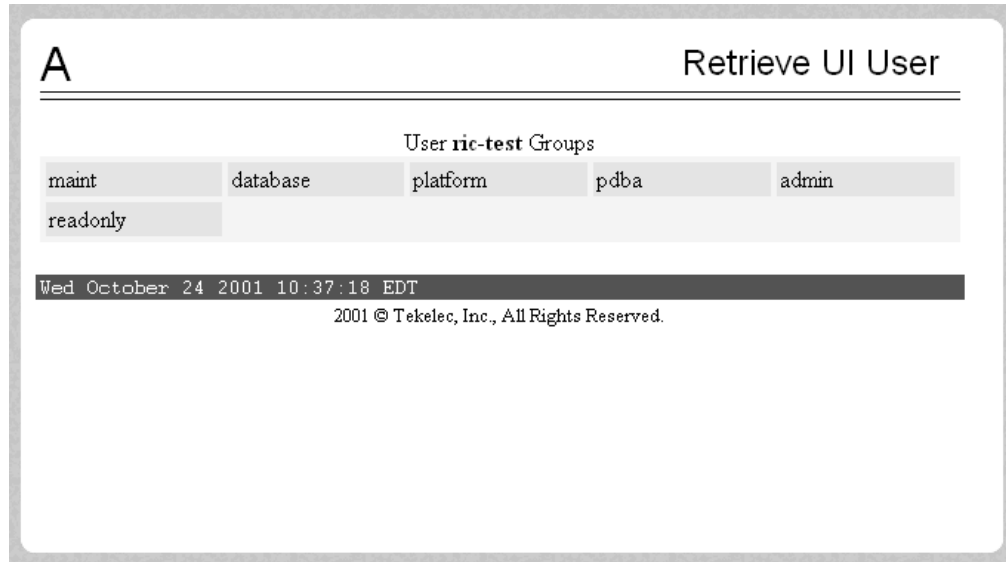 A Retrieve UI User
User ric-test Groups
maint database platform pdba admin
readonly
Wed October 24 2001 10:37:18 EDT
2001 © Tekelec, Inc., All Rights Reserved.